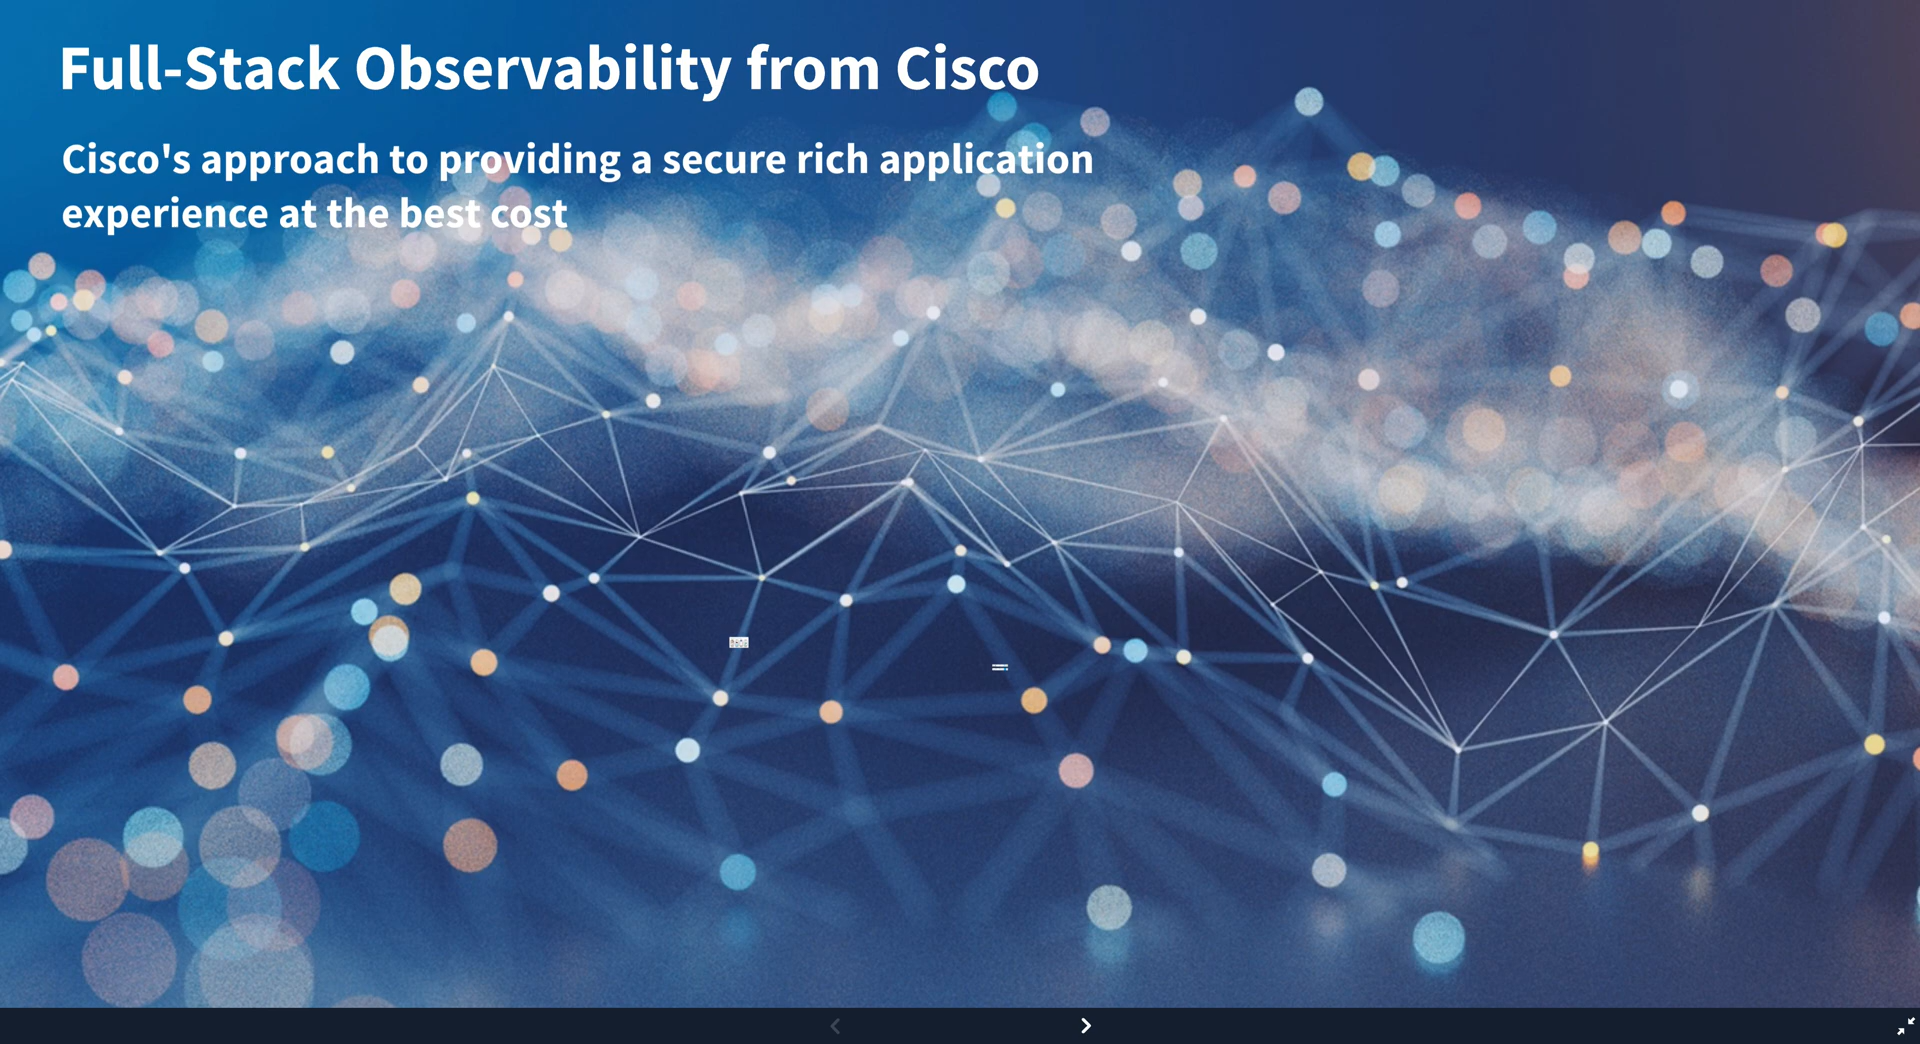 Full-Stack Observability from Cisco
Cisco's approach to providing a secure rich application
experience at the best cost